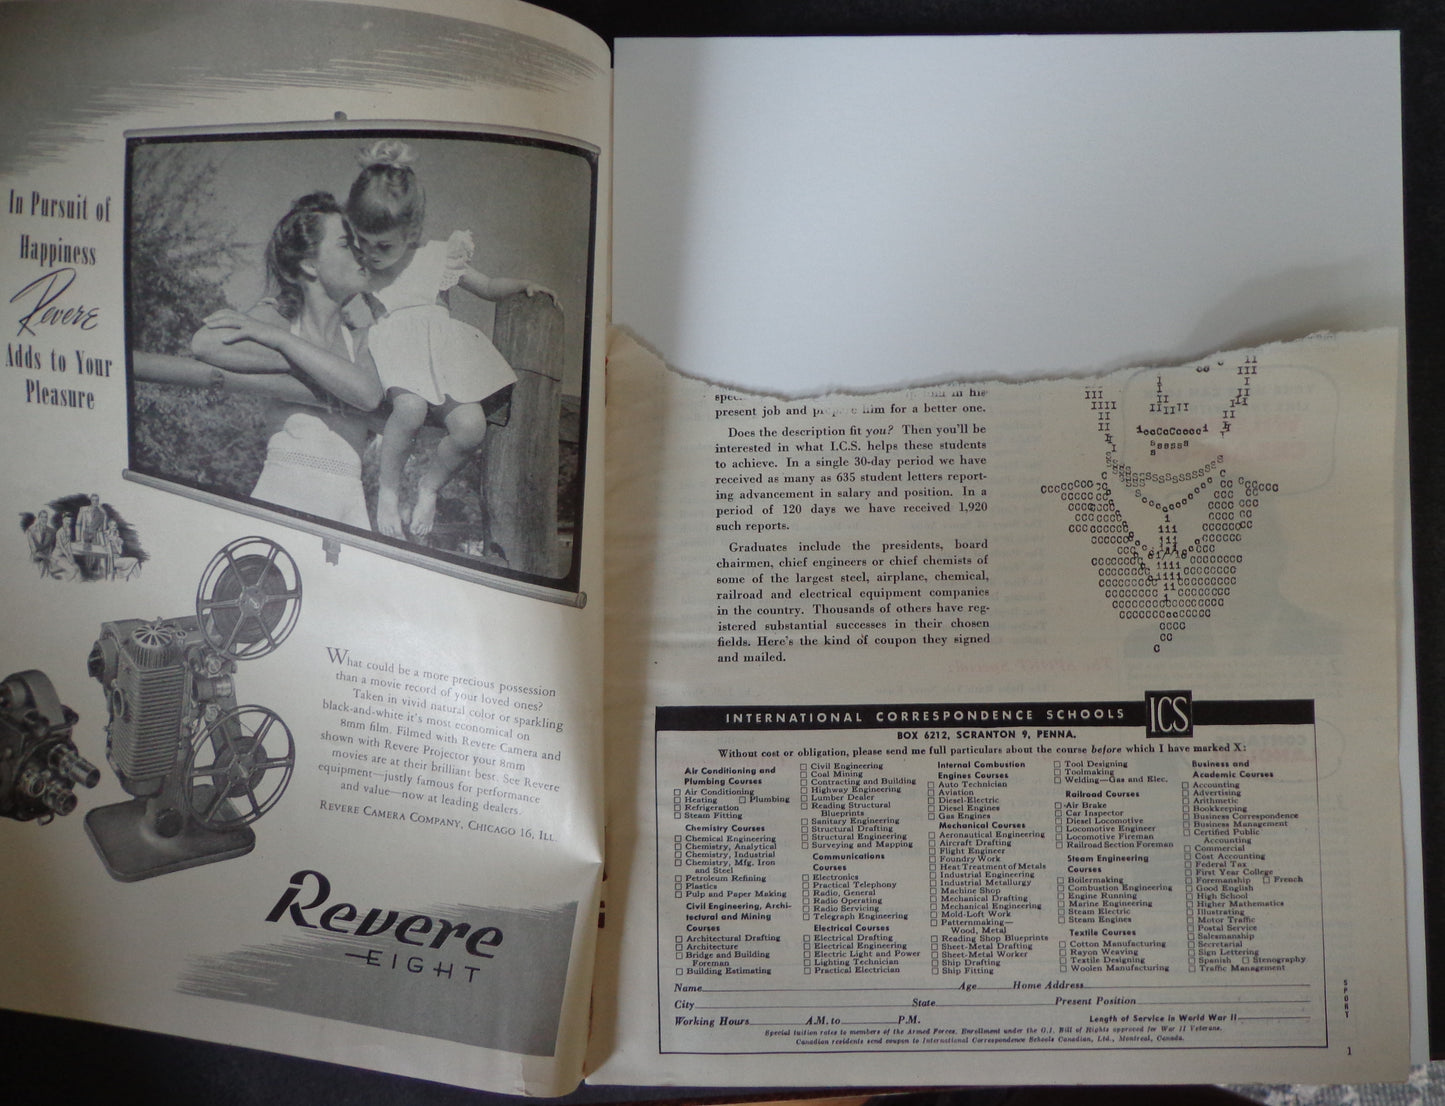 In Pursuit of
Happiness
Revere
Adds to Your
Pleasure
What could be a more precious possession
than a movie record of your loved ones?
Taken in vivid natural color or sparkling
black-and-white it's most economical on
8mm film. Filmed with Revere Camera and
shown with Revere Projector your 8mm
movies are at their brilliant best. See Revere
equipment—justly famous for performance
and value—now at leading dealers.
REVERE CAMERA COMPANY, CHICAGO 16, ILL.
Revere
EIGHT
in his
present job and him for a better one.
Does the description fit you? Then you'll be
interested in what I.C.S. helps these students
to achieve. In a single 30-day period we have
received as many as 635 student letters report-
ing advancement in salary and position. In a
period of 120 days we have received 1,920
such reports.
Graduates include the presidents, board
chairmen, chief engineers or chief chemists of
some of the largest steel, airplane, chemical,
railroad and electrical equipment companies
in the country. Thousands of others have reg-
istered substantial successes in their chosen
fields. Here's the kind of coupon they signed
and mailed.
INTERNATIONAL CORRESPONDENCE SCHOOLS ICS
BOX 6212, SCRANTON 9, PENNA.
Without cost or obligation, please send me full particulars about the course before which I have marked X:
Air Conditioning and
Plumbing Courses
□ Air Conditioning
□ Heating □ Plumbing
□ Refrigeration
□ Steam Fitting
Chemistry Courses
□ Chemical Engineering
□ Chemistry, Analytical
□ Chemistry, Industrial
□ Chemistry, Mfg. Iron
and Steel
□ Petroleum Refining
□ Plastics
□ Pulp and Paper Making
Civil Engineering, Archi-
tectural and Mining
Courses
□ Architectural Drafting
□ Architecture
□ Bridge and Building
Foreman
□ Building Estimating
□ Civil Engineering
□ Coal Mining
□ Contracting and Building
□ Highway Engineering
□ Lumber Dealer
□ Reading Structural
Blueprints
□ Sanitary Engineering
□ Structural Drafting
□ Structural Engineering
□ Surveying and Mapping
Communications
Courses
□ Electronics
□ Practical Telephony
□ Radio, General
□ Radio Operating
□ Radio Servicing
□ Telegraph Engineering
Electrical Courses
□ Electrical Drafting
□ Electrical Engineering
□ Electric Light and Power
□ Lighting Technician
□ Practical Electrician
Internal Combustion
Engines Courses
□ Auto Technician
□ Aviation
□ Diesel-Electric
□ Diesel Engines
□ Gas Engines
Mechanical Courses
□ Aeronautical Engineering
□ Aircraft Drafting
□ Flight Engineer
□ Foundry Work
□ Heat Treatment of Metals
□ Industrial Engineering
□ Industrial Metallurgy
□ Machine Shop
□ Mechanical Drafting
□ Mechanical Engineering
□ Mold-Loft Work
□ Patternmaking—
Wood, Metal
□ Reading Shop Blueprints
□ Sheet-Metal Drafting
□ Sheet-Metal Worker
□ Ship Drafting
□ Ship Fitting
□ Tool Designing
□ Toolmaking
□ Welding—Gas and Elec.
Railroad Courses
□ Air Brake
□ Car Inspector
□ Diesel Locomotive
□ Locomotive Engineer
□ Locomotive Fireman
□ Railroad Section Foreman
Steam Engineering
Courses
□ Boilermaking
□ Combustion Engineering
□ Engine Running
□ Marine Engineering
□ Steam Electric
□ Steam Engines
Textile Courses
□ Cotton Manufacturing
□ Rayon Weaving
□ Textile Designing
□ Woolen Manufacturing
Business and
Academic Courses
□ Accounting
□ Advertising
□ Arithmetic
□ Bookkeeping
□ Business Correspondence
□ Business Management
□ Certified Public
Accounting
□ Commercial
□ Cost Accounting
□ Federal Tax
□ First Year College
□ Foremanship □ French
□ Good English
□ High School
□ Higher Mathematics
□ Illustrating
□ Motor Traffic
□ Postal Service
□ Salesmanship
□ Secretarial
□ Sign Lettering
□ Spanish □ Stenography
□ Traffic Management
Name Age Home Address
City State Present Position
Working Hours A.M. to P.M. Length of Service in World War II
Special tuition rates to members of the Armed Forces. Enrollment under the G.I. Bill of Rights approved for War II Veterans.
Canadian residents send coupon to International Correspondence Schools Canadian, Ltd., Montreal, Canada.
SPORT
1